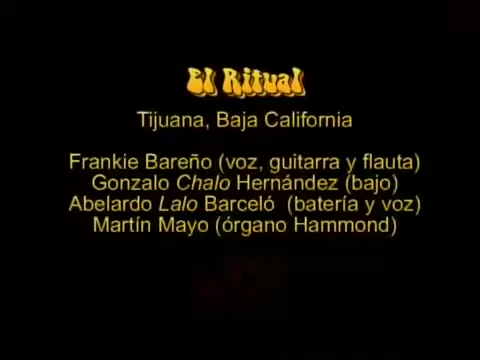 El Ritual
Tijuana, Baja California
Frankie Bareño (voz, guitarra y flauta)
Gonzalo Chalo Hernández (bajo)
Abelardo Lalo Barceló (batería y voz)
Martín Mayo (órgano Hammond)